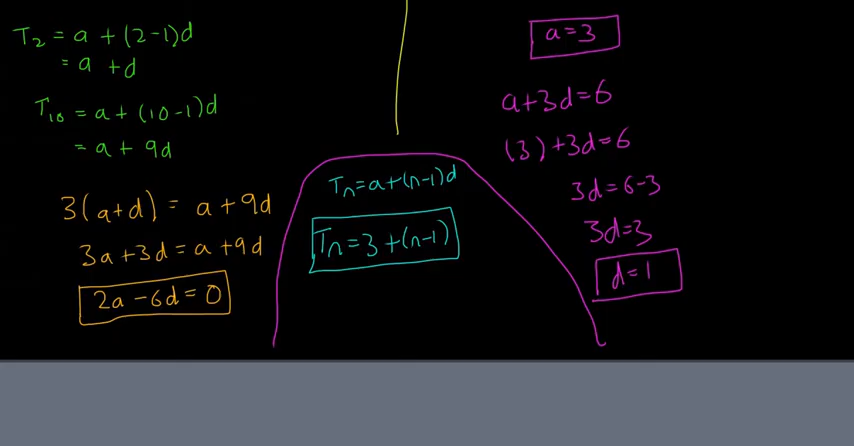 T₂ = a + (2-1)d
= a + d
T₁₀ = a + (10-1)d
= a + 9d
3(a+d) = a + 9d
3a+3d = a+9d
2a - 6d = 0
Tn = a+(n-1)d
Tn = 3 + (n-1)
a = 3
a+3d = 6
(3) +3d = 6
3d = 6-3
3d = 3
d = 1